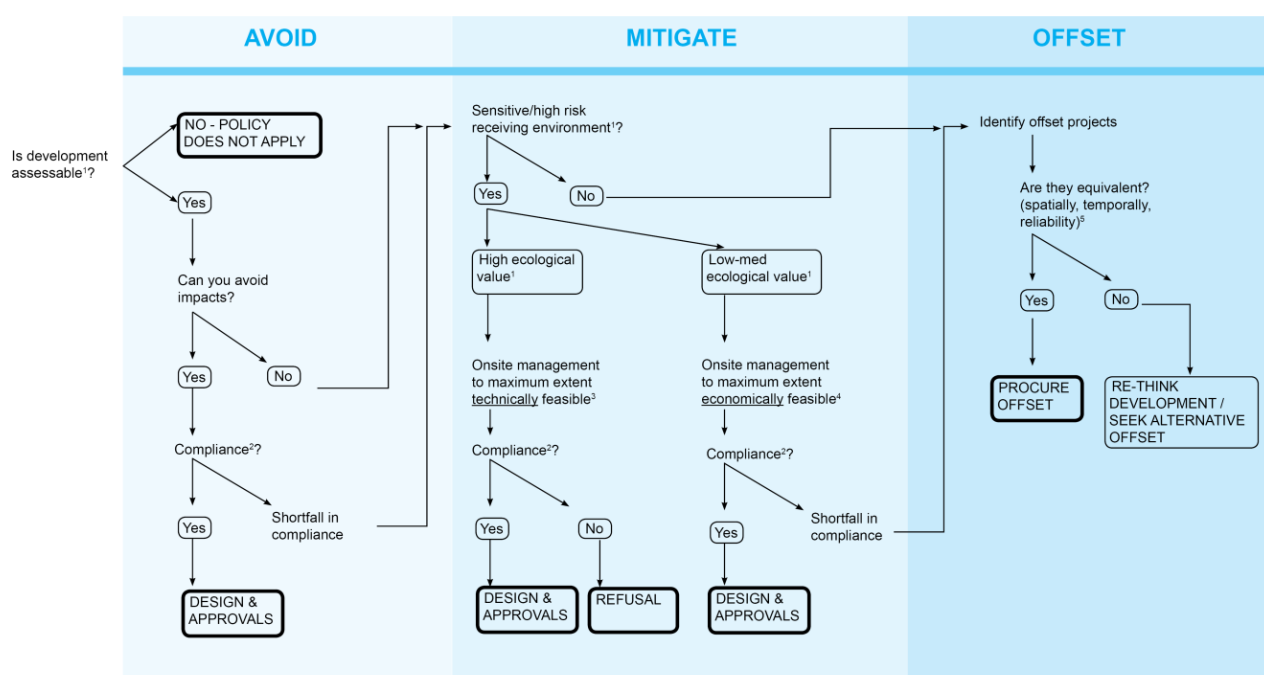 AVOID
MITIGATE
OFFSET
Is development
assessable¹?
NO - POLICY
DOES NOT APPLY
Yes
Can you avoid
impacts?
Yes
No
Compliance²?
Yes
Shortfall in
compliance
DESIGN &
APPROVALS
Sensitive/high risk
receiving environment¹?
Yes
No
High ecological
value¹
Low-med
ecological value¹
Onsite management
to maximum extent
technically feasible³
Onsite management
to maximum extent
economically feasible⁴
Compliance²?
Compliance²?
Yes
No
Yes
Shortfall in
compliance
DESIGN &
APPROVALS
REFUSAL
DESIGN &
APPROVALS
Identify offset projects
Are they equivalent?
(spatially, temporally,
reliability)⁵
Yes
No
PROCURE
OFFSET
RE-THINK
DEVELOPMENT /
SEEK ALTERNATIVE
OFFSET